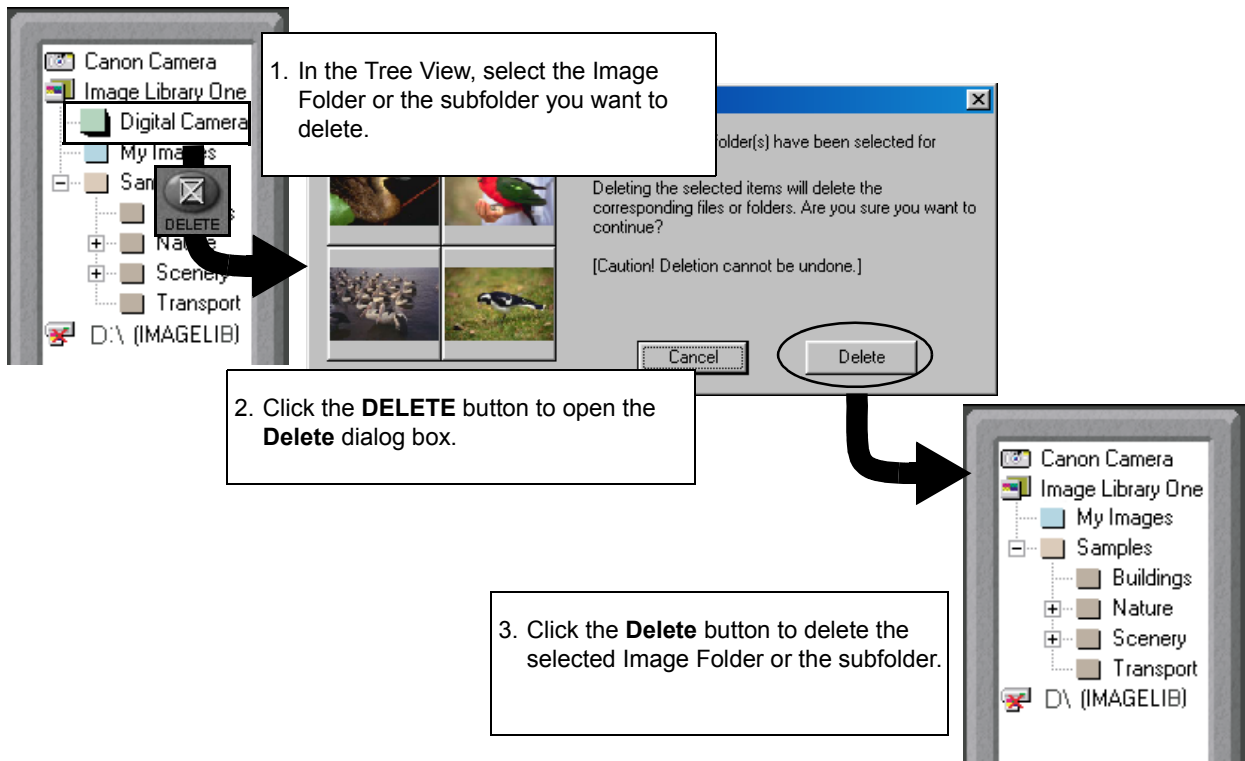 Canon Camera
Image Library One
Digital Camera
My Images
DELETE
Nature
Scenery
Transport
D:\ (IMAGELIB)
1. In the Tree View, select the Image
Folder or the subfolder you want to
delete.
folder(s) have been selected for
Deleting the selected items will delete the
corresponding files or folders. Are you sure you want to
continue?
[Caution! Deletion cannot be undone.]
Cancel
Delete
2. Click the DELETE button to open the
Delete dialog box.
3. Click the Delete button to delete the
selected Image Folder or the subfolder.
Canon Camera
Image Library One
My Images
Samples
Buildings
Nature
Scenery
Transport
D\ (IMAGELIB)